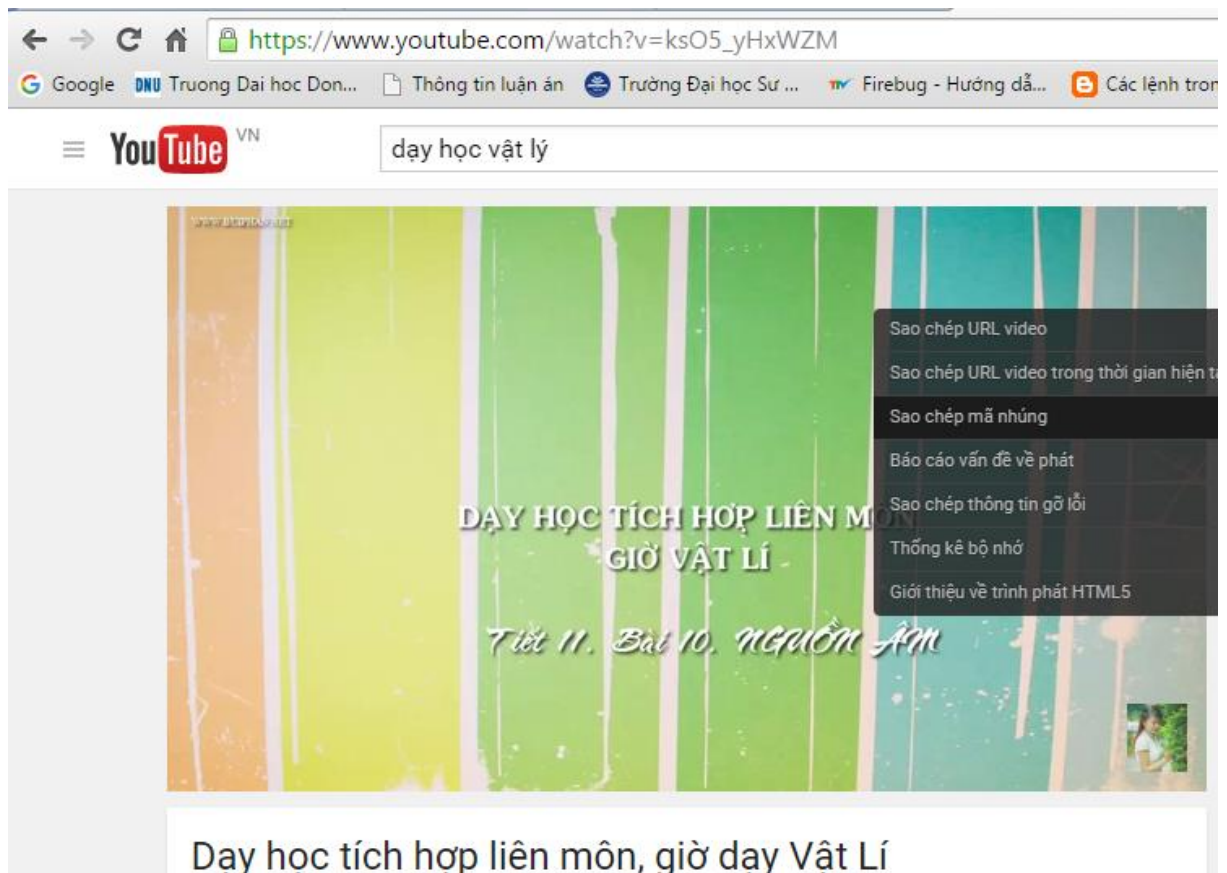 https://www.youtube.com/watch?v=ksO5_yHxWZM
Google DNU Truong Dai hoc Don... Thông tin luận án Trường Đại học Sư ... Firebug - Hướng dẫ... Các lệnh tron
YouTube VN
dạy học vật lý
Sao chép URL video
Sao chép URL video trong thời gian hiện tạ
Sao chép mã nhúng
Báo cáo vấn đề về phát
Sao chép thông tin gỡ lỗi
Thống kê bộ nhớ
Giới thiệu về trình phát HTML5
DẠY HỌC TÍCH HỢP LIÊN MÔN
GIỜ VẬT LÍ
Tiết 11. Bài 10. NGUỒN ÂM
Dạy học tích hợp liên môn, giờ dạy Vật Lí